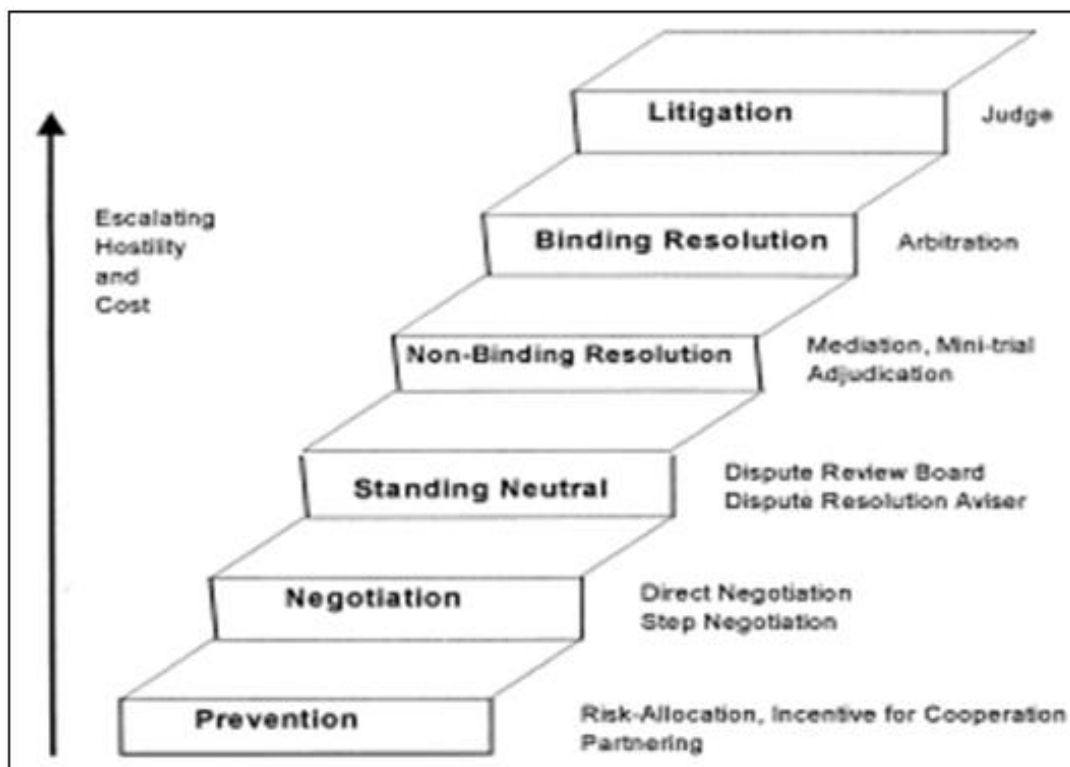 Litigation
Judge
Escalating
Hostility
and
Cost
Binding Resolution
Arbitration
Non-Binding Resolution
Mediation, Mini-trial
Adjudication
Standing Neutral
Dispute Review Board
Dispute Resolution Aviser
Negotiation
Direct Negotiation
Step Negotiation
Prevention
Risk-Allocation, Incentive for Cooperation
Partnering